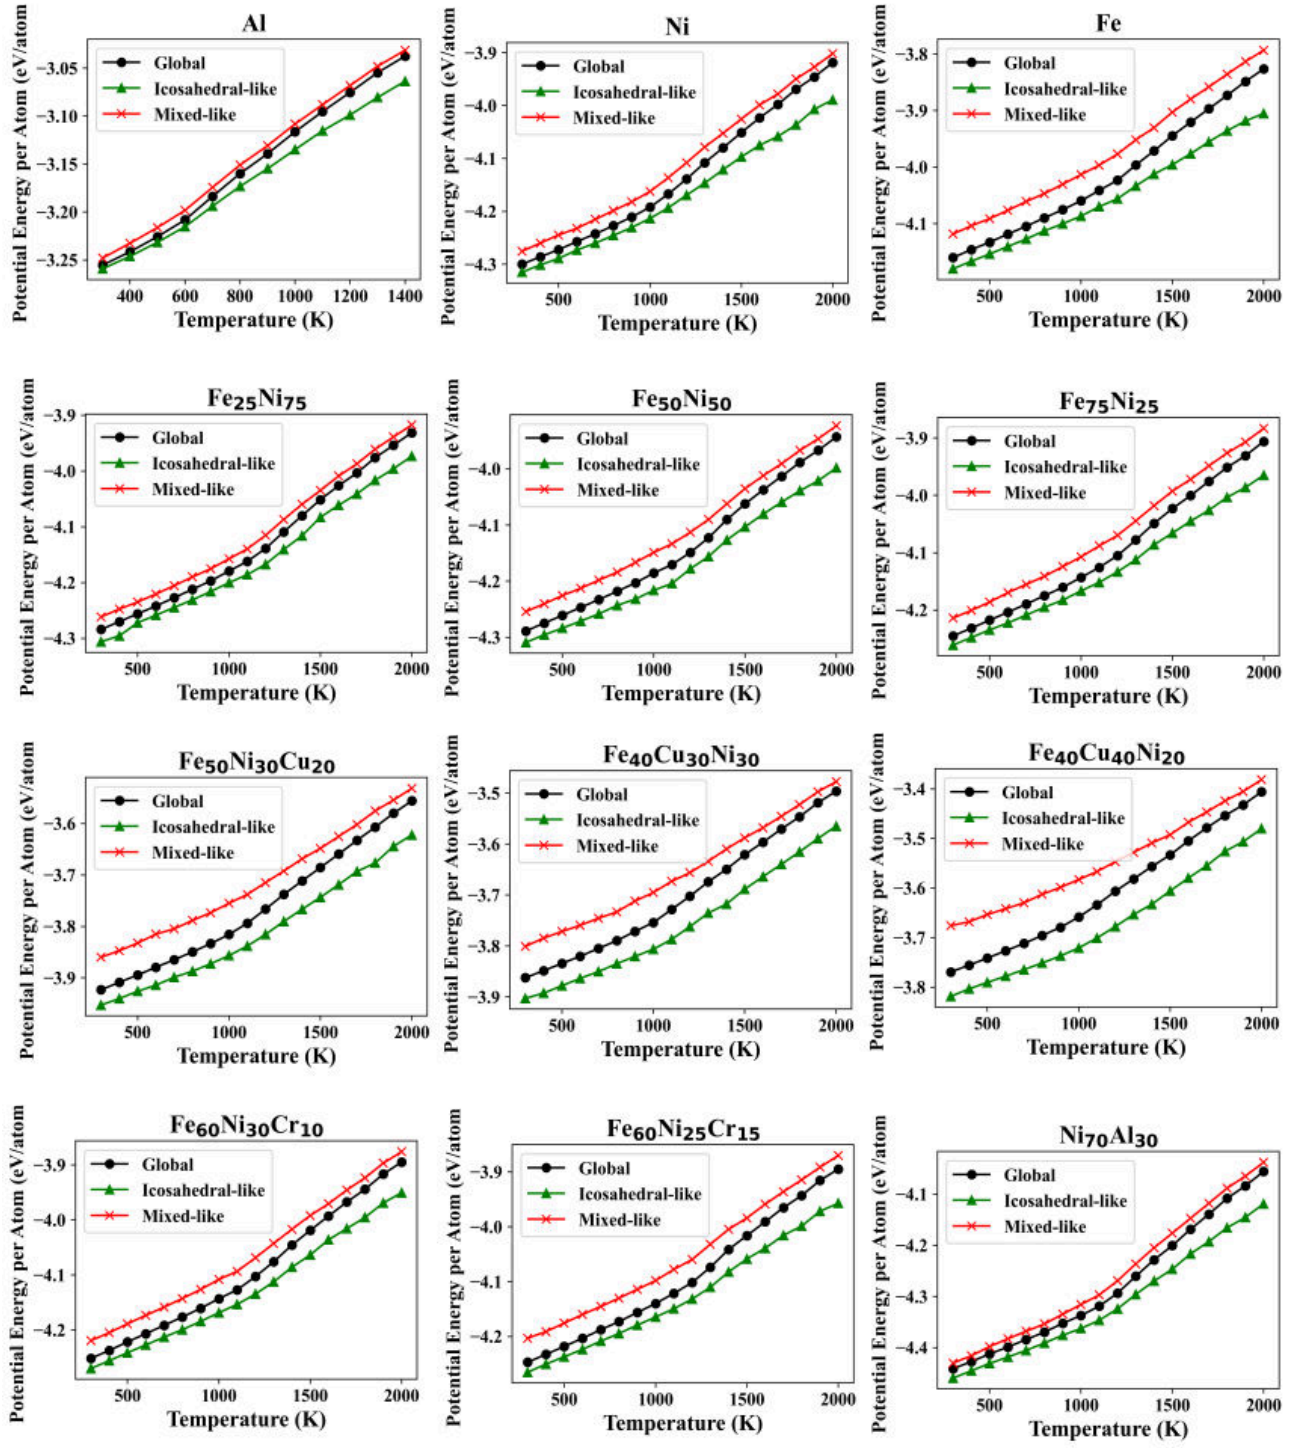 Al
Potential Energy per Atom (eV/atom)
−3.05
−3.10
−3.15
−3.20
−3.25
Global
Icosahedral-like
Mixed-like
400 600 800 1000 1200 1400
Temperature (K)
Ni
Potential Energy per Atom (eV/atom)
−3.9
−4.0
−4.1
−4.2
−4.3
Global
Icosahedral-like
Mixed-like
500 1000 1500 2000
Temperature (K)
Fe
Potential Energy per Atom (eV/atom)
−3.8
−3.9
−4.0
−4.1
Global
Icosahedral-like
Mixed-like
500 1000 1500 2000
Temperature (K)
Fe₂₅Ni₇₅
Potential Energy per Atom (eV/atom
−3.9
−4.0
−4.1
−4.2
−4.3
Global
Icosahedral-like
Mixed-like
500 1000 1500 2000
Temperature (K)
Fe₅₀Ni₅₀
Potential Energy per Atom (eV/atom
−4.0
−4.1
−4.2
−4.3
Global
Icosahedral-like
Mixed-like
500 1000 1500 2000
Temperature (K)
Fe₇₅Ni₂₅
Potential Energy per Atom (eV/atom
−3.9
−4.0
−4.1
−4.2
Global
Icosahedral-like
Mixed-like
500 1000 1500 2000
Temperature (K)
Fe₅₀Ni₃₀Cu₂₀
Potential Energy per Atom (eV/atom
−3.6
−3.7
−3.8
−3.9
Global
Icosahedral-like
Mixed-like
500 1000 1500 2000
Temperature (K)
Fe₄₀Cu₃₀Ni₃₀
Potential Energy per Atom (eV/atom
−3.5
−3.6
−3.7
−3.8
−3.9
Global
Icosahedral-like
Mixed-like
500 1000 1500 2000
Temperature (K)
Fe₄₀Cu₄₀Ni₂₀
Potential Energy per Atom (eV/atom
−3.4
−3.5
−3.6
−3.7
−3.8
Global
Icosahedral-like
Mixed-like
500 1000 1500 2000
Temperature (K)
Fe₆₀Ni₃₀Cr₁₀
Potential Energy per Atom (eV/atom
−3.9
−4.0
−4.1
−4.2
Global
Icosahedral-like
Mixed-like
500 1000 1500 2000
Temperature (K)
Fe₆₀Ni₂₅Cr₁₅
Potential Energy per Atom (eV/atom
−3.9
−4.0
−4.1
−4.2
Global
Icosahedral-like
Mixed-like
500 1000 1500 2000
Temperature (K)
Ni₇₀Al₃₀
Potential Energy per Atom (eV/atom
−4.1
−4.2
−4.3
−4.4
Global
Icosahedral-like
Mixed-like
500 1000 1500 2000
Temperature (K)